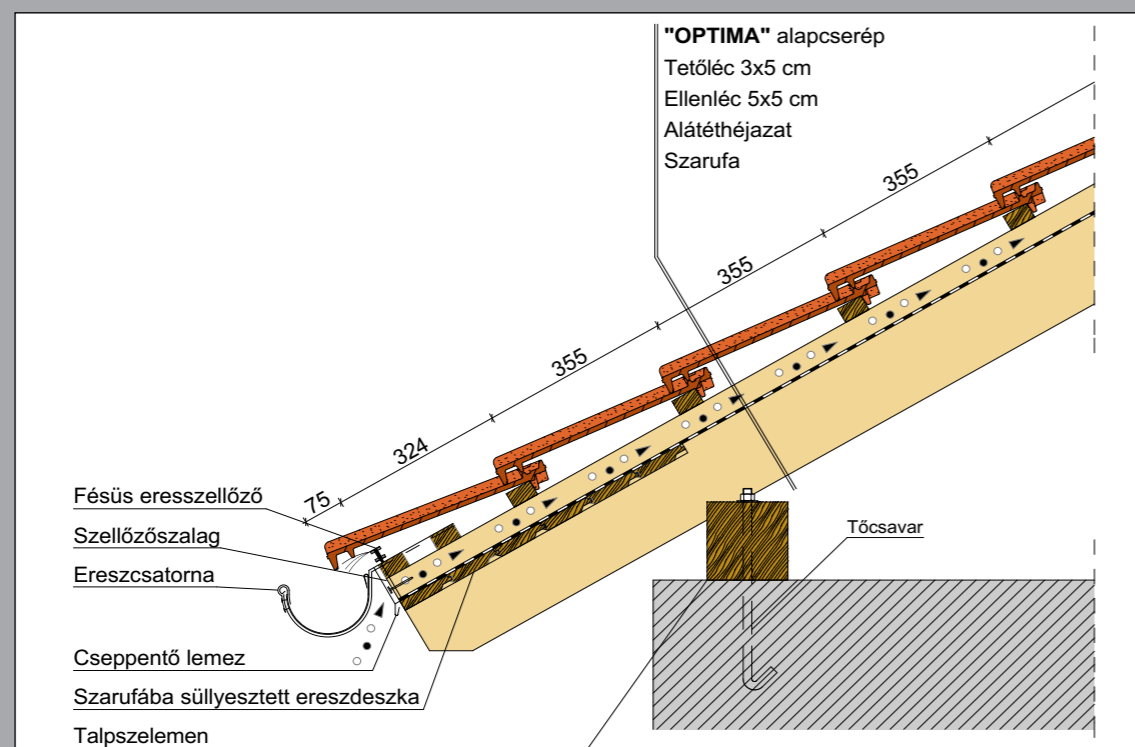 "OPTIMA" alapcserép
Tetőléc 3x5 cm
Ellenléc 5x5 cm
Alátéthéjazat
Szarufa
355
355
355
324
75
Fésüs eresszellőző
Szellőzőszalag
Ereszcsatorna
Tőcsavar
Cseppentő lemez
Szarufába süllyesztett ereszdeszka
Talpszelemen